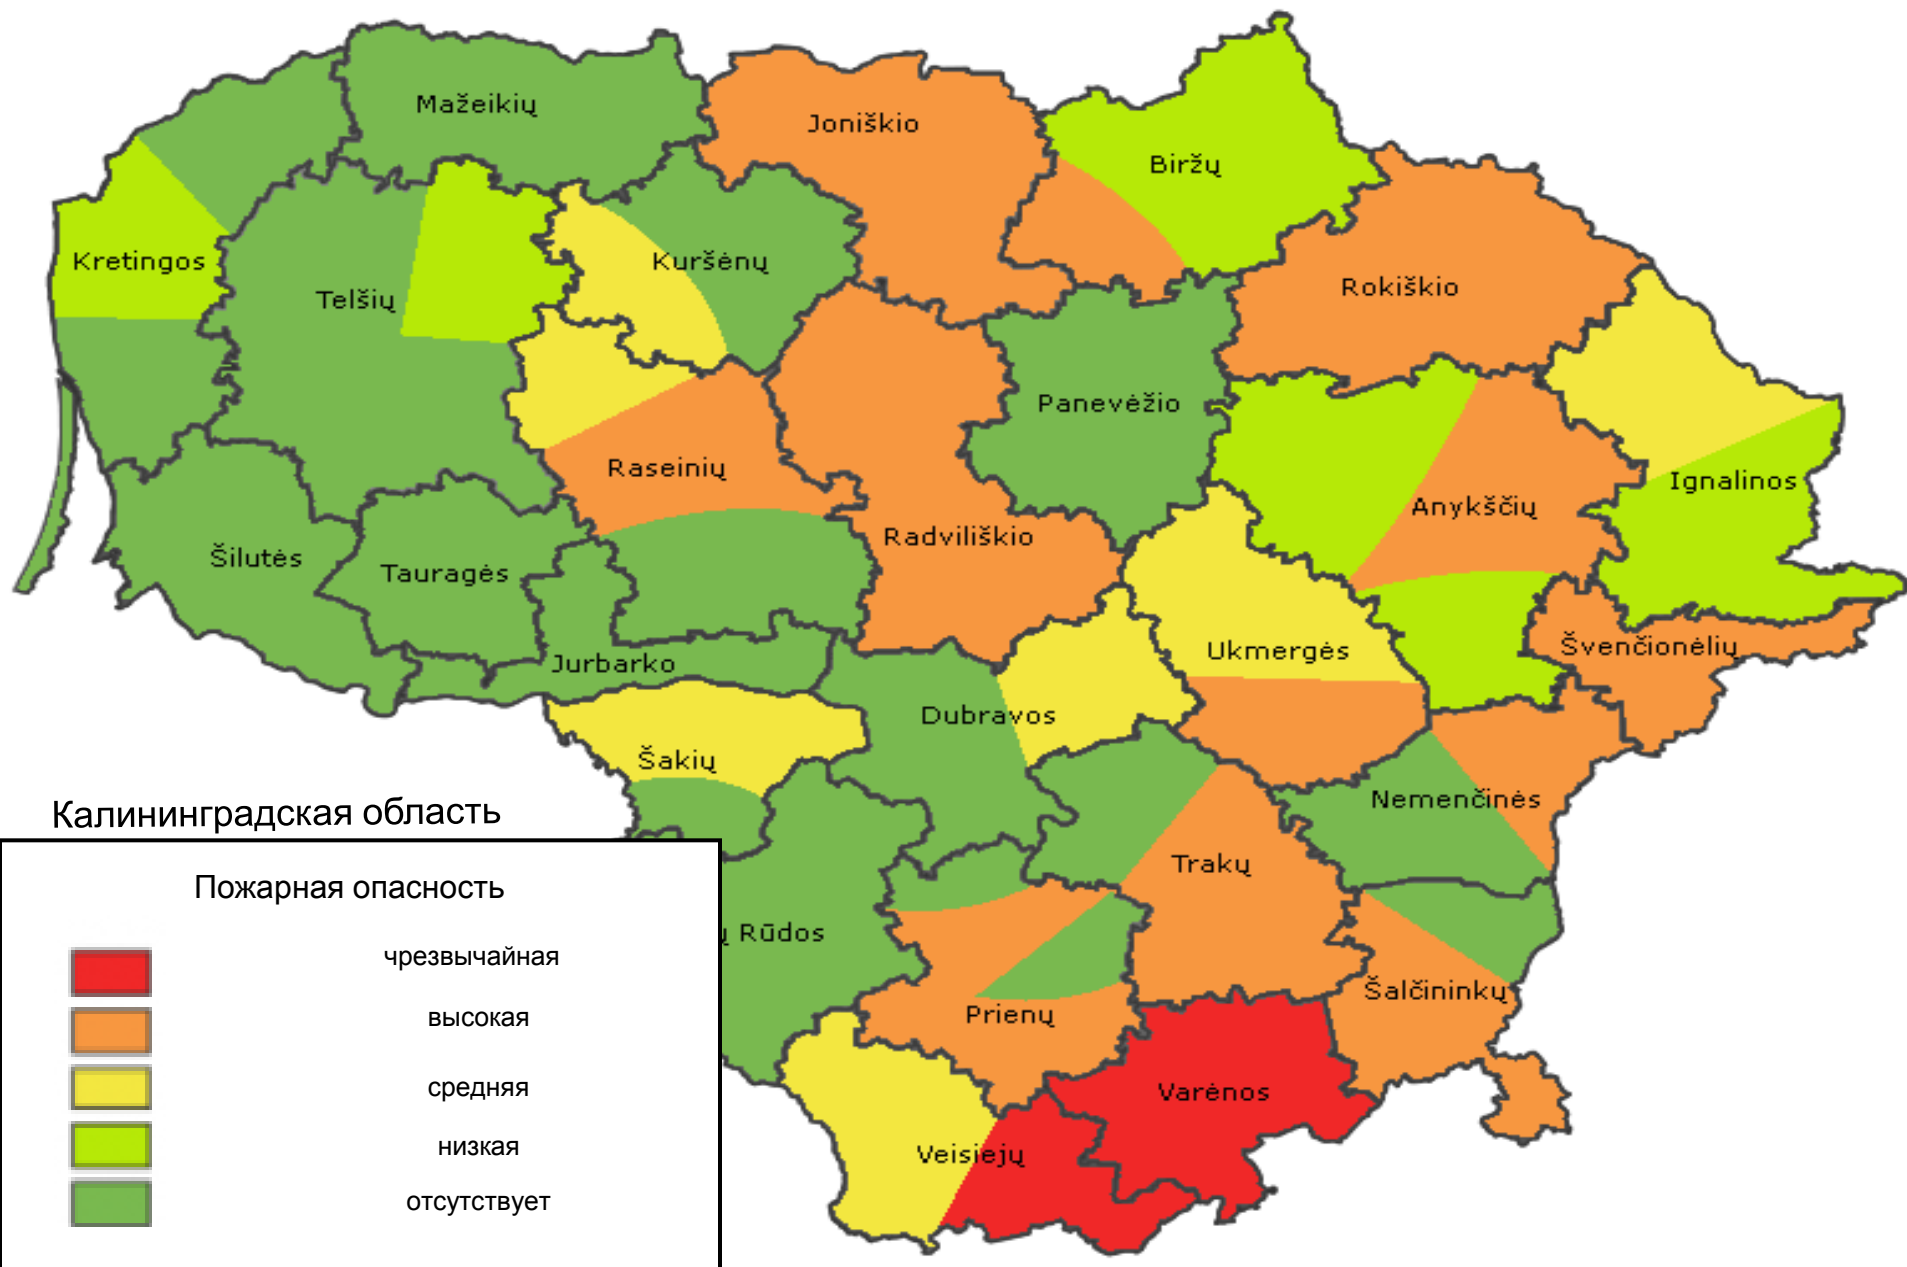 Mažeikių
Joniškio
Biržų
Kretingos
Telšių
Kuršėnų
Rokiškio
Panevėžio
Raseinių
Ignalinos
Anykščių
Radviliškio
Šilutės
Tauragės
Jurbarko
Ukmergės
Švenčionėlių
Dubravos
Šakių
Nemenčinės
Trakų
ų Rūdos
Šalčininkų
Prienų
Varėnos
Veisiejų
Калининградская область
Пожарная опасность
чрезвычайная
высокая
средняя
низкая
отсутствует